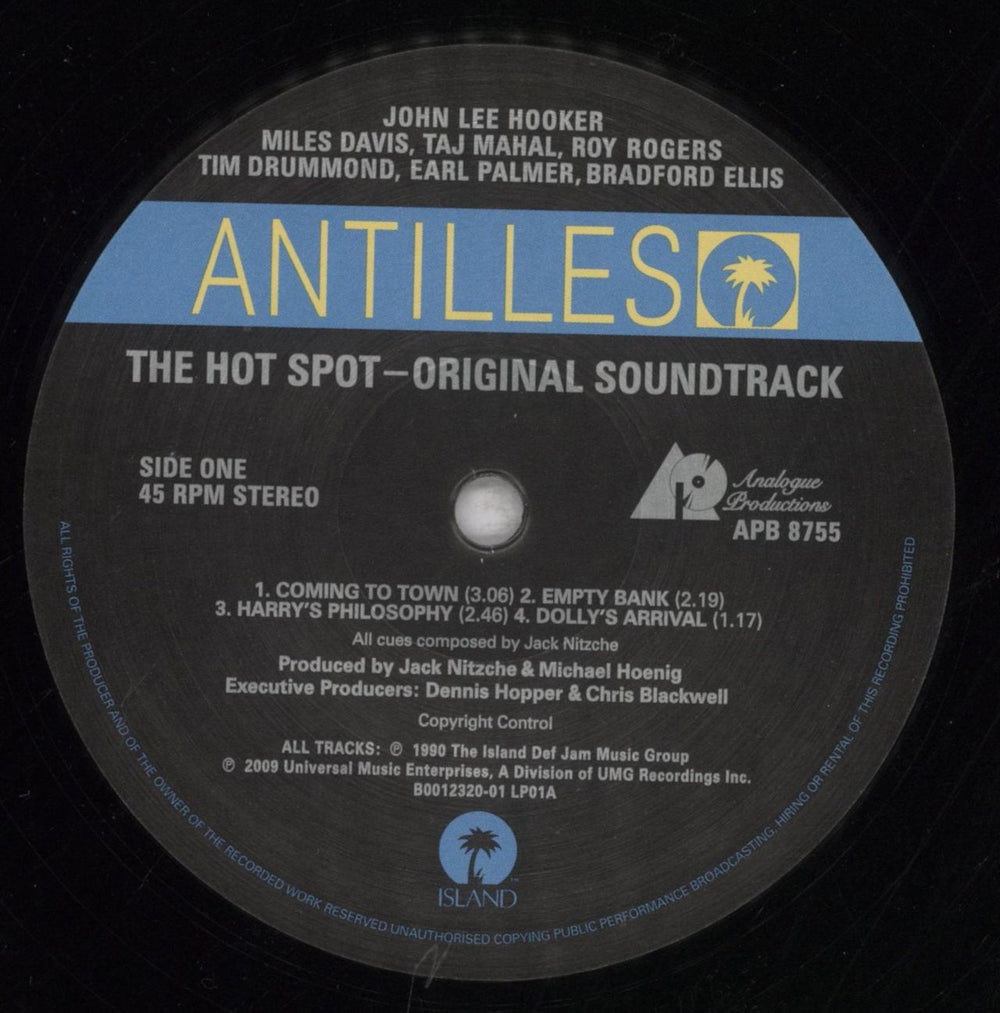 JOHN LEE HOOKER
MILES DAVIS, TAJ MAHAL, ROY ROGERS
TIM DRUMMOND, EARL PALMER, BRADFORD ELLIS
ANTILLES
THE HOT SPOT–ORIGINAL SOUNDTRACK
SIDE ONE
45 RPM STEREO
Analogue
Productions
APB 8755
1. COMING TO TOWN (3.06) 2. EMPTY BANK (2.19)
3. HARRY'S PHILOSOPHY (2.46) 4. DOLLY'S ARRIVAL (1.17)
All cues composed by Jack Nitzche
Produced by Jack Nitzche & Michael Hoenig
Executive Producers: Dennis Hopper & Chris Blackwell
Copyright Control
ALL TRACKS: ℗ 1990 The Island Def Jam Music Group
℗ 2009 Universal Music Enterprises, A Division of UMG Recordings Inc.
B0012320-01 LP01A
ISLAND™
ALL RIGHTS OF THE PRODUCER AND OF THE OWNER OF THE RECORDED WORK RESERVED UNAUTHORISED COPYING PUBLIC PERFORMANCE BROADCASTING, HIRING OR RENTAL OF THIS RECORDING PROHIBITED